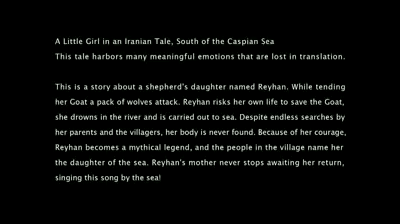 A Little Girl in an Iranian Tale, South of the Caspian Sea
This tale harbors many meaningful emotions that are lost in translation.
This is a story about a shepherd's daughter named Reyhan. While tending
her Goat a pack of wolves attack. Reyhan risks her own life to save the Goat,
she drowns in the river and is carried out to sea. Despite endless searches by
her parents and the villagers, her body is never found. Because of her courage,
Reyhan becomes a mythical legend, and the people in the village name her
the daughter of the sea. Reyhan's mother never stops awaiting her return,
singing this song by the sea!